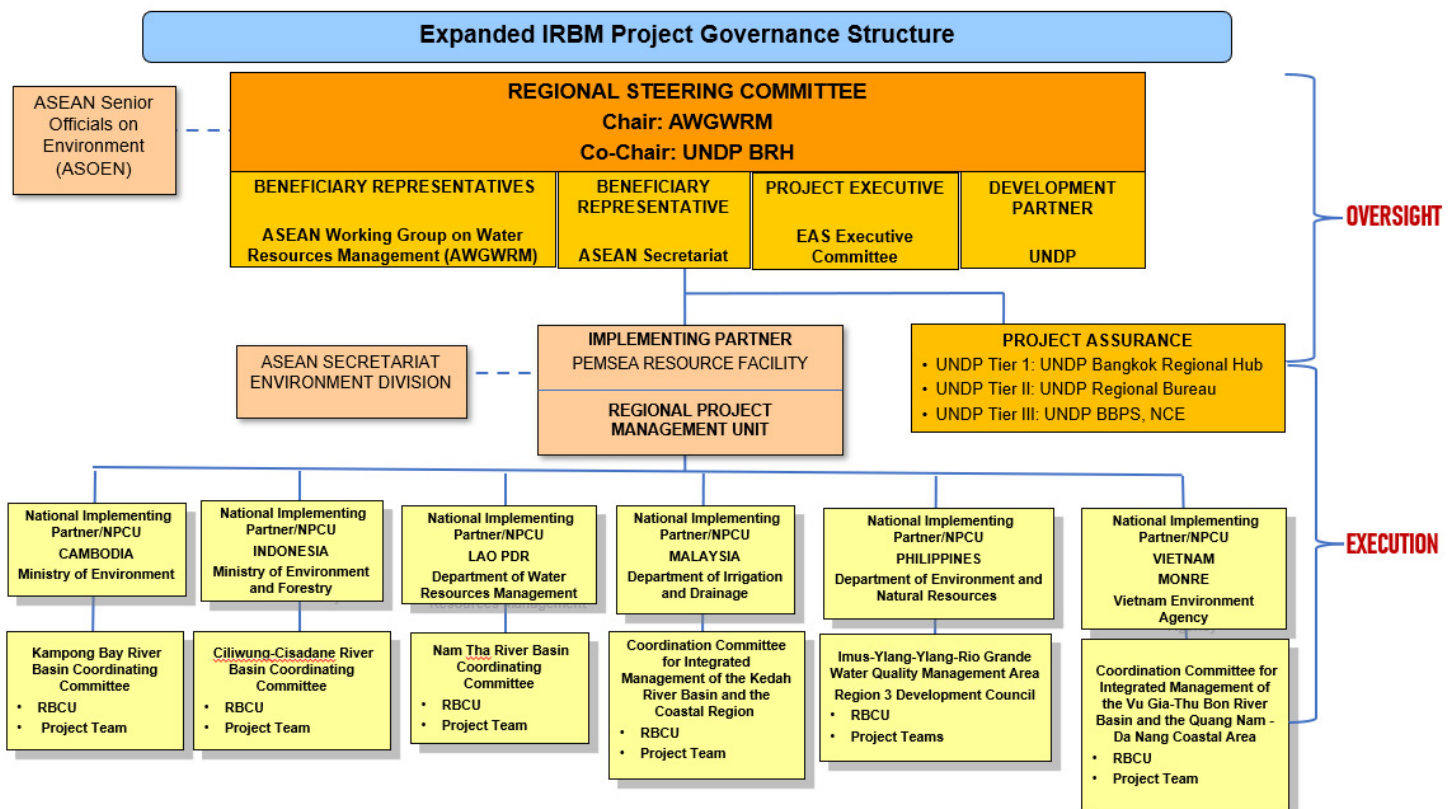 Expanded IRBM Project Governance Structure
ASEAN Senior
Officials on
Environment
(ASOEN)
REGIONAL STEERING COMMITTEE
Chair: AWGWRM
Co-Chair: UNDP BRH
BENEFICIARY REPRESENTATIVES
ASEAN Working Group on Water
Resources Management (AWGWRM)
BENEFICIARY
REPRESENTATIVE
ASEAN Secretariat
PROJECT EXECUTIVE
EAS Executive
Committee
DEVELOPMENT
PARTNER
UNDP
OVERSIGHT
ASEAN SECRETARIAT
ENVIRONMENT DIVISION
IMPLEMENTING PARTNER
PEMSEA RESOURCE FACILITY
REGIONAL PROJECT
MANAGEMENT UNIT
PROJECT ASSURANCE
• UNDP Tier 1: UNDP Bangkok Regional Hub
• UNDP Tier II: UNDP Regional Bureau
• UNDP Tier III: UNDP BBPS, NCE
EXECUTION
National Implementing
Partner/NPCU
CAMBODIA
Ministry of Environment
National Implementing
Partner/NPCU
INDONESIA
Ministry of Environment
and Forestry
National Implementing
Partner/NPCU
LAO PDR
Department of Water
Resources Management
National Implementing
Partner/NPCU
MALAYSIA
Department of Irrigation
and Drainage
National Implementing
Partner/NPCU
PHILIPPINES
Department of Environment and
Natural Resources
National Implementing
Partner/NPCU
VIETNAM
MONRE
Vietnam Environment
Agency
Kampong Bay River
Basin Coordinating
Committee
• RBCU
• Project Team
Ciliwung-Cisadane River
Basin Coordinating
Committee
• RBCU
• Project Team
Nam Tha River Basin
Coordinating
Committee
• RBCU
• Project Team
Coordination Committee
for Integrated
Management of the Kedah
River Basin and the
Coastal Region
• RBCU
• Project Team
Imus-Ylang-Ylang-Rio Grande
Water Quality Management Area
Region 3 Development Council
• RBCU
• Project Teams
Coordination Committee for
Integrated Management of
the Vu Gia-Thu Bon River
Basin and the Quang Nam -
Da Nang Coastal Area
• RBCU
• Project Team